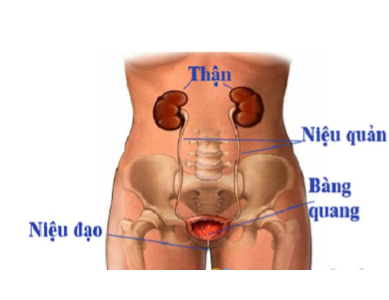 Thận
Niệu quản
Bàng
quang
Niệu đạo